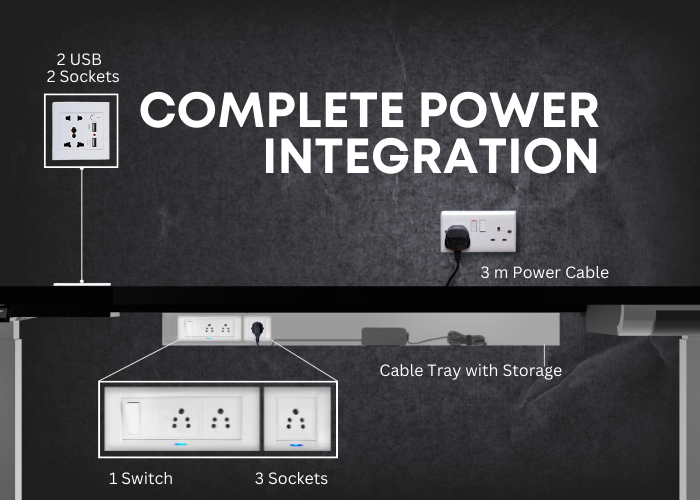 2 USB
2 Sockets
COMPLETE POWER
INTEGRATION
3 m Power Cable
Cable Tray with Storage
1 Switch
3 Sockets